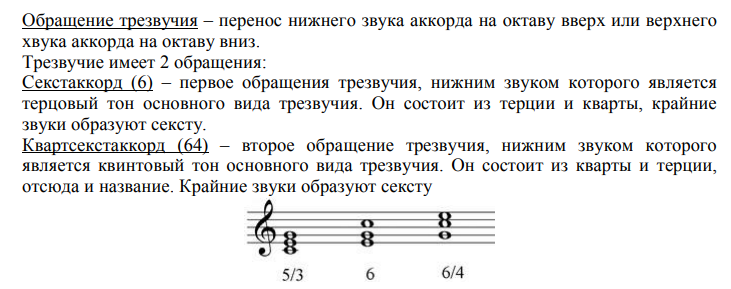 Обращение трезвучия – перенос нижнего звука аккорда на октаву вверх или верхнего
хвука аккорда на октаву вниз.
Трезвучие имеет 2 обращения:
Секстаккорд (6) – первое обращения трезвучия, нижним звуком которого является
терцовый тон основного вида трезвучия. Он состоит из терции и кварты, крайние
звуки образуют сексту.
Квартсекстаккорд (64) – второе обращение трезвучия, нижним звуком которого
является квинтовый тон основного вида трезвучия. Он состоит из кварты и терции,
отсюда и название. Крайние звуки образуют сексту
5/3 6 6/4